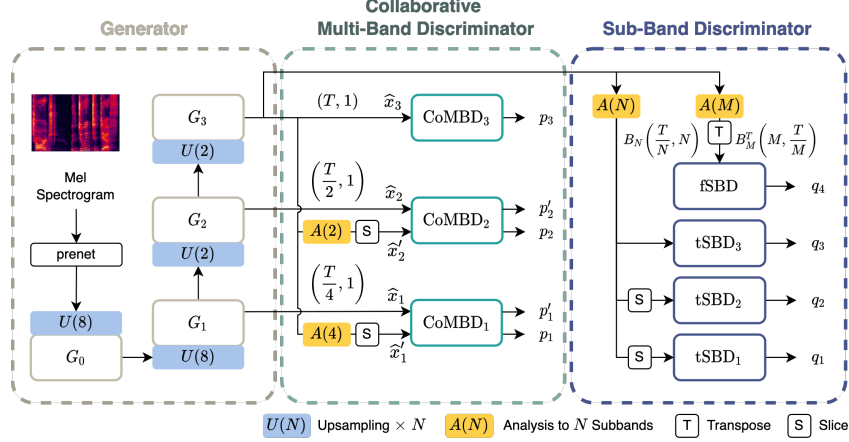 Generator
Collaborative
Multi-Band Discriminator
Sub-Band Discriminator
Mel
Spectrogram
prenet
U(8)
G₀
G₃
U(2)
G₂
U(2)
G₁
U(8)
(T, 1)
x̂₃
CoMBD₃
p₃
(T/2, 1)
x̂₂
A(2)
S
x̂′₂
CoMBD₂
p′₂
p₂
(T/4, 1)
x̂₁
A(4)
S
x̂′₁
CoMBD₁
p′₁
p₁
A(N)
A(M)
B_N(T/N, N)
T
B_M^T(M, T/M)
fSBD
q₄
tSBD₃
q₃
S
tSBD₂
q₂
S
tSBD₁
q₁
U(N) Upsampling × N
A(N) Analysis to N Subbands
T Transpose
S Slice